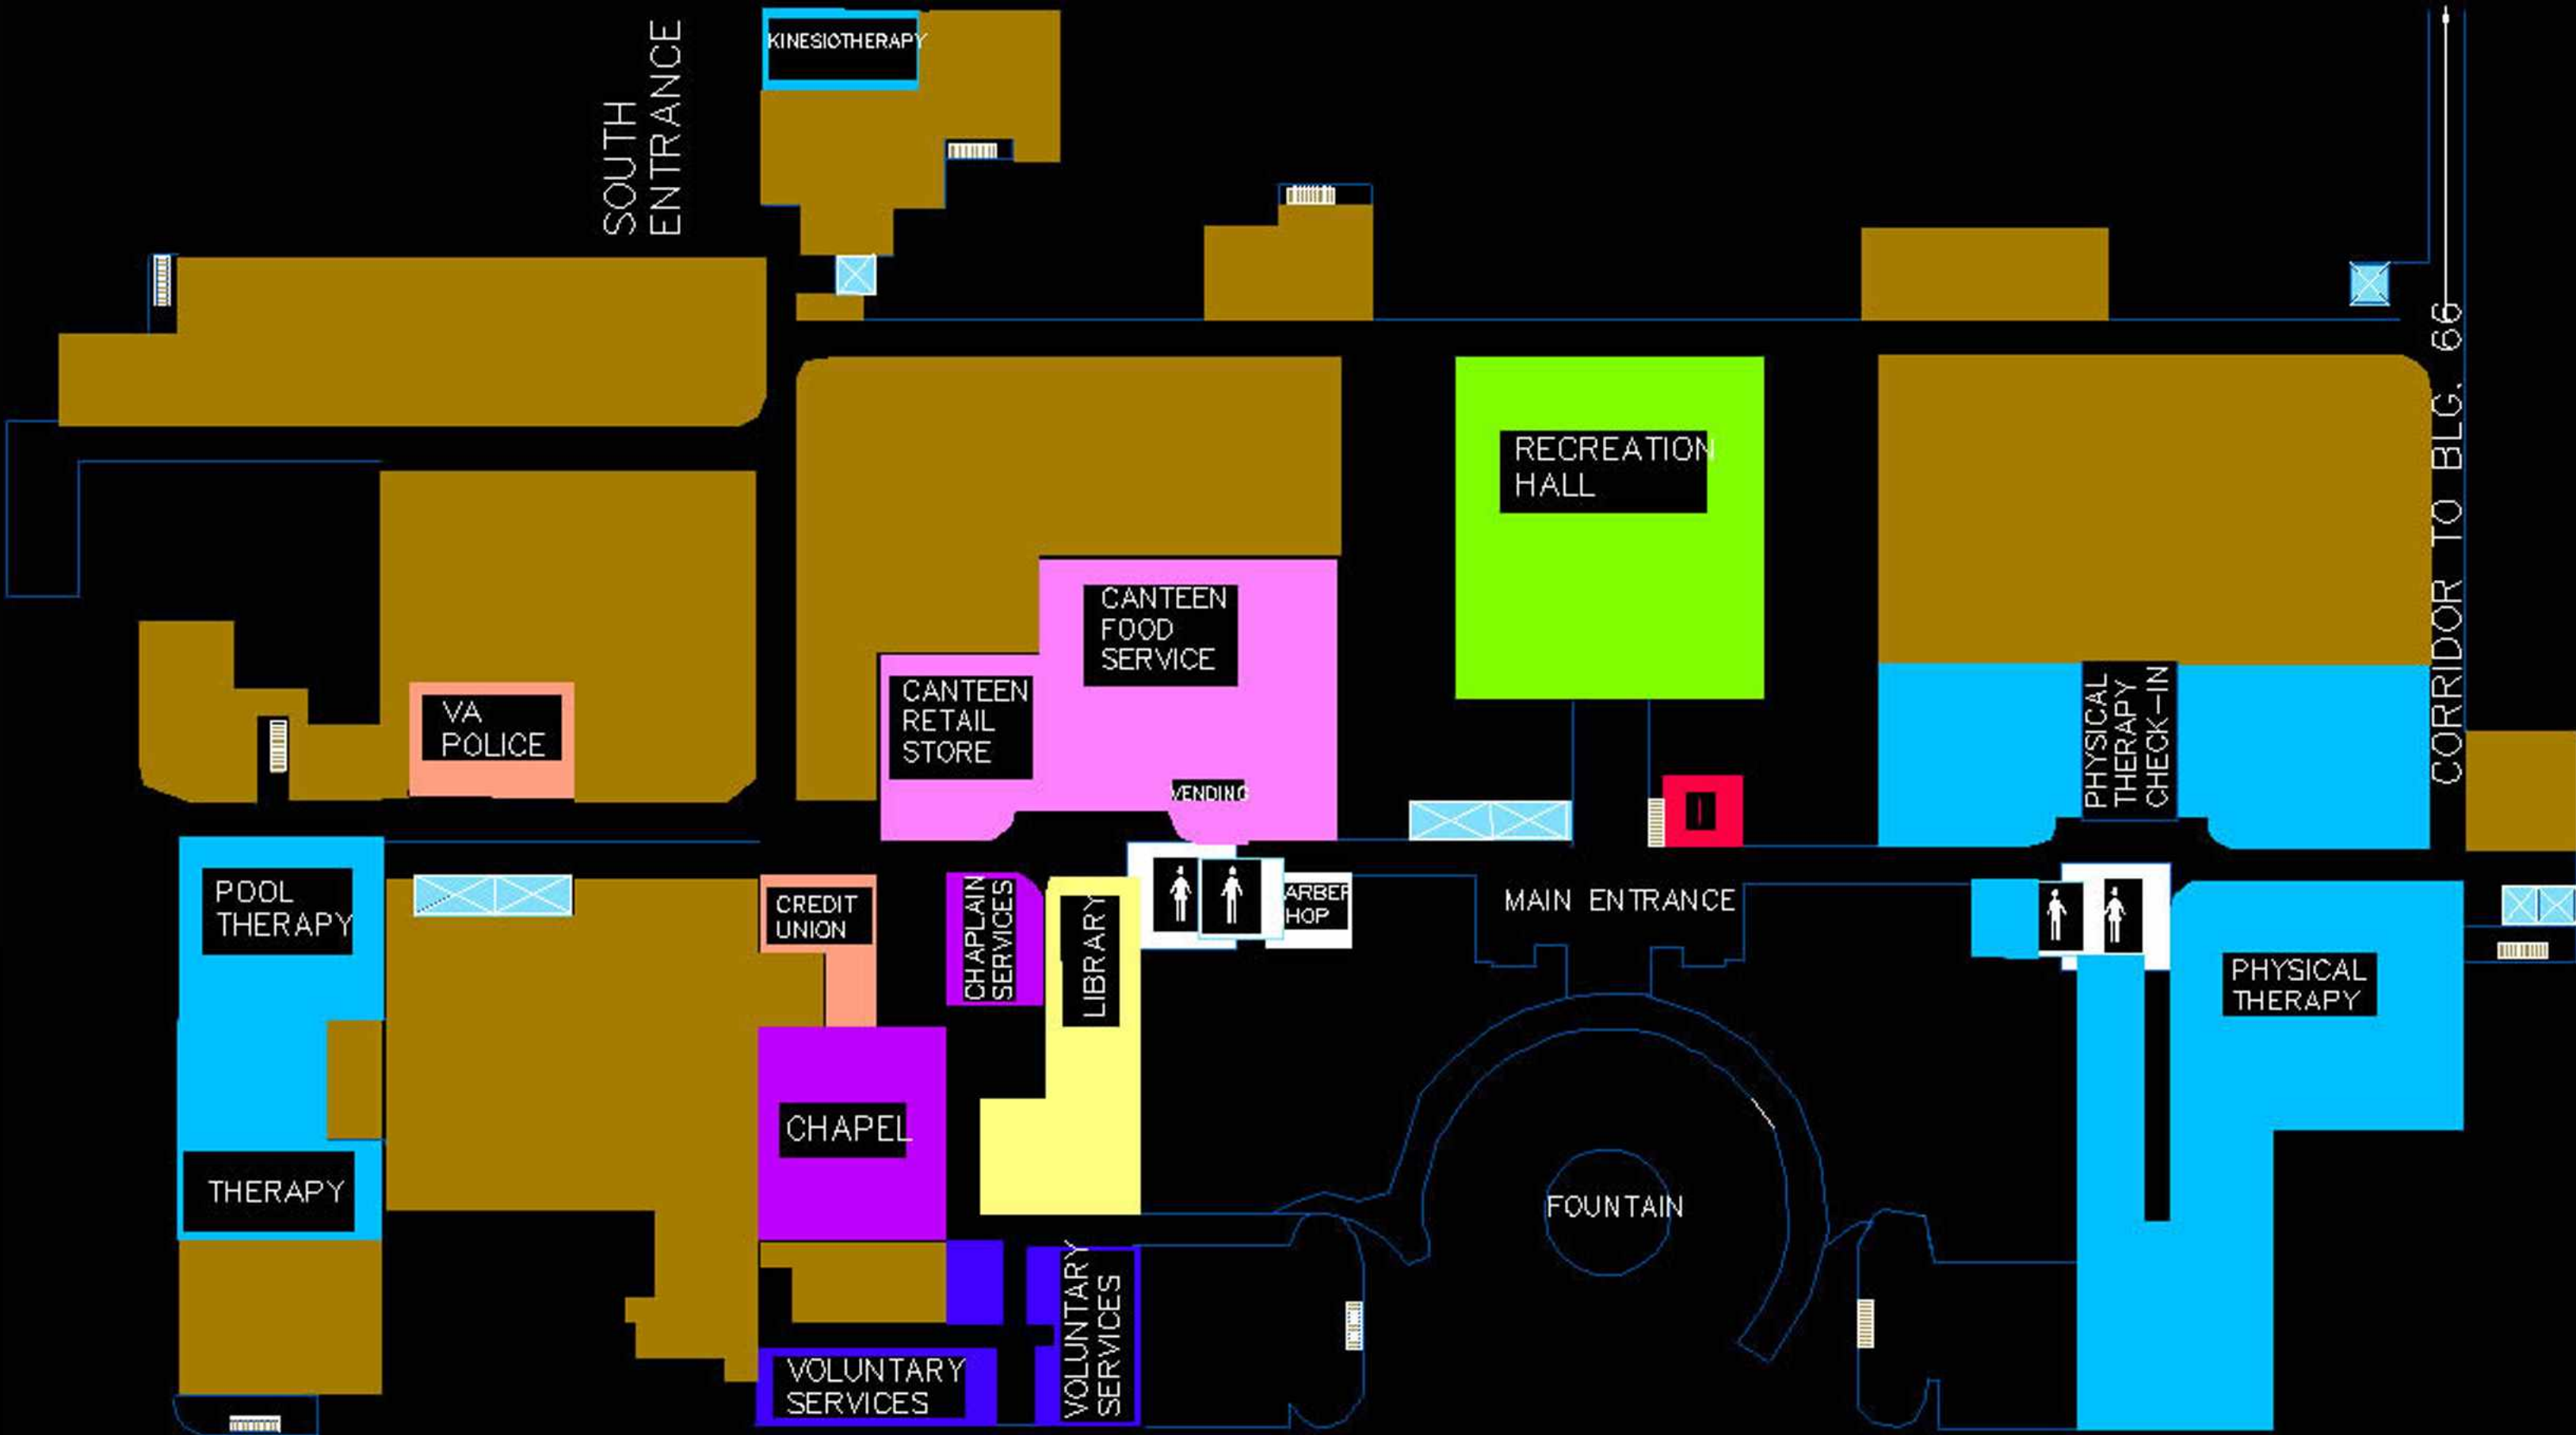 KINESIOTHERAPY
SOUTH
ENTRANCE
CORRIDOR TO BLG. 66
RECREATION
HALL
CANTEEN
FOOD
SERVICE
CANTEEN
RETAIL
STORE
VENDING
VA
POLICE
PHYSICAL
THERAPY
CHECK-IN
POOL
THERAPY
CREDIT
UNION
CHAPLAIN
SERVICES
LIBRARY
ARBER
HOP
MAIN ENTRANCE
PHYSICAL
THERAPY
CHAPEL
THERAPY
FOUNTAIN
VOLUNTARY
SERVICES
VOLUNTARY
SERVICES